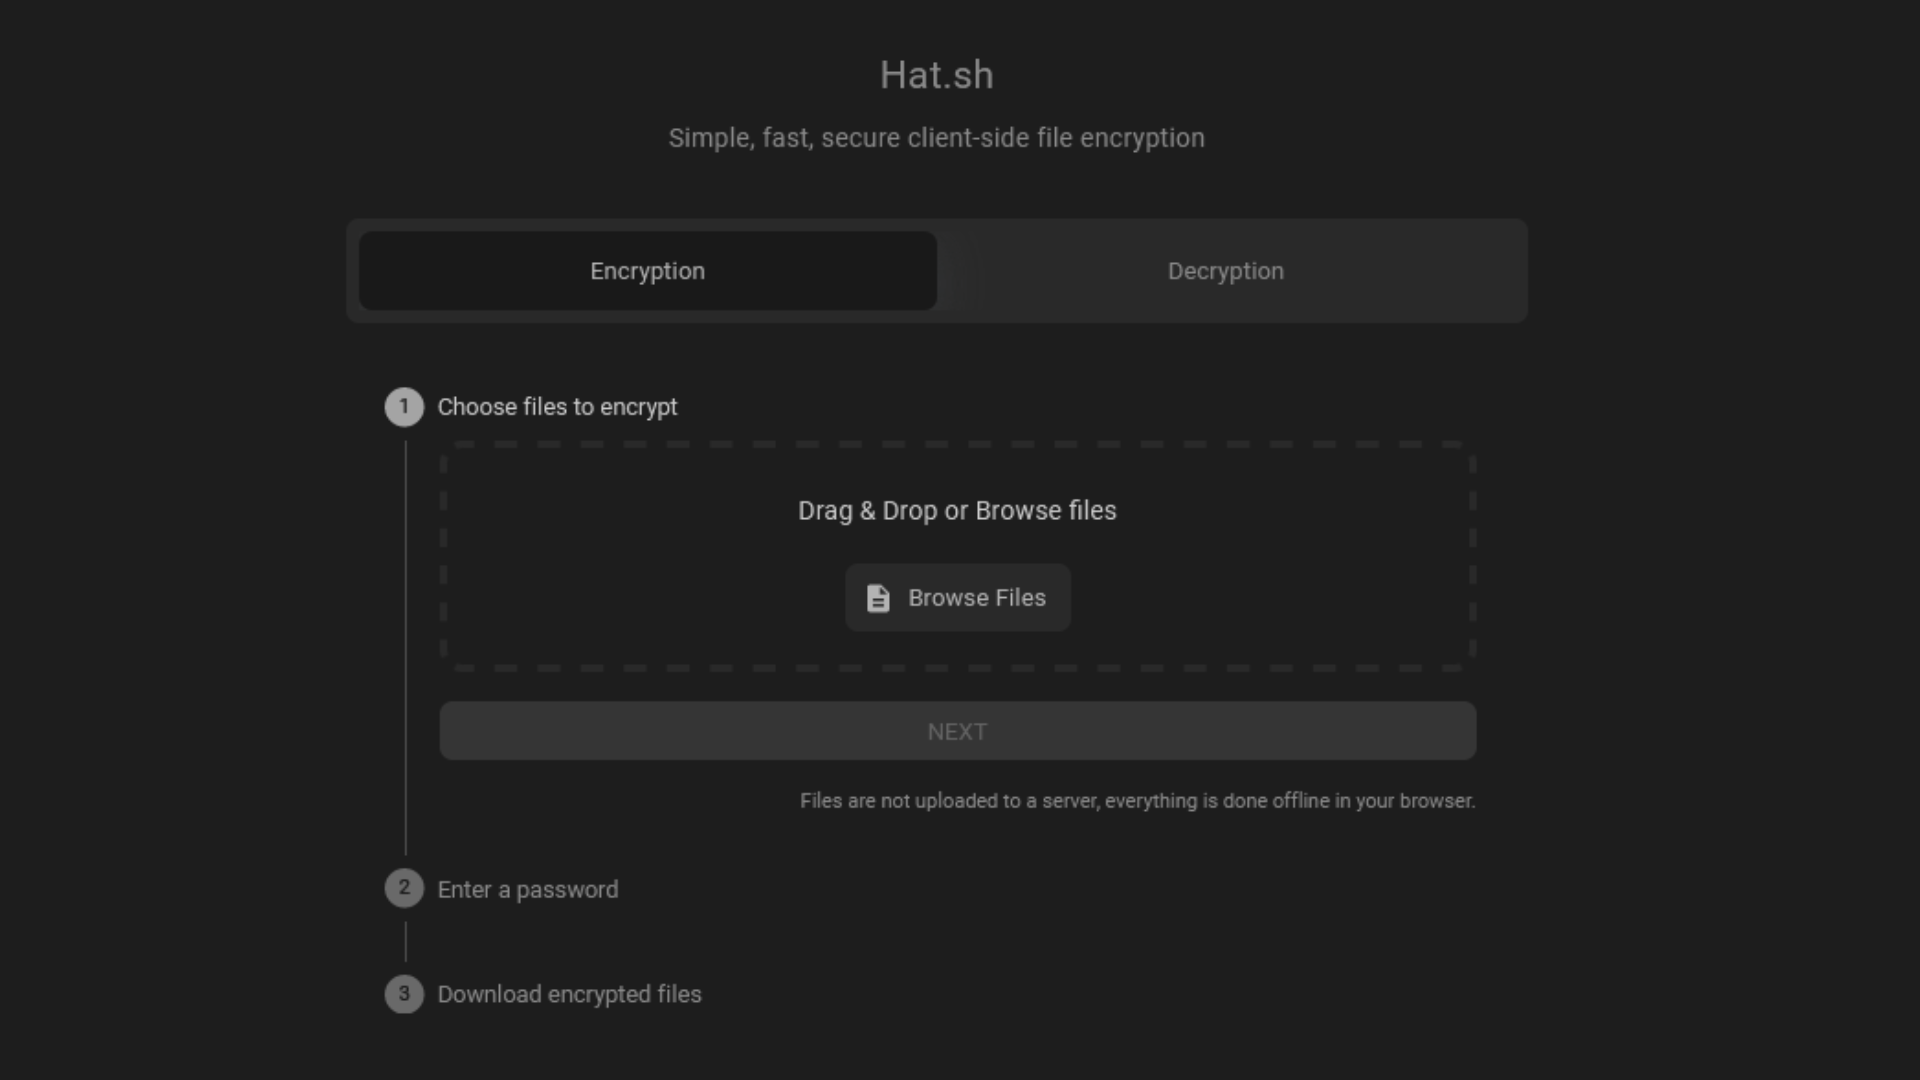 Hat.sh
Simple, fast, secure client-side file encryption
Encryption
Decryption
1
Choose files to encrypt
Drag & Drop or Browse files
Browse Files
NEXT
Files are not uploaded to a server, everything is done offline in your browser.
2
Enter a password
3
Download encrypted files